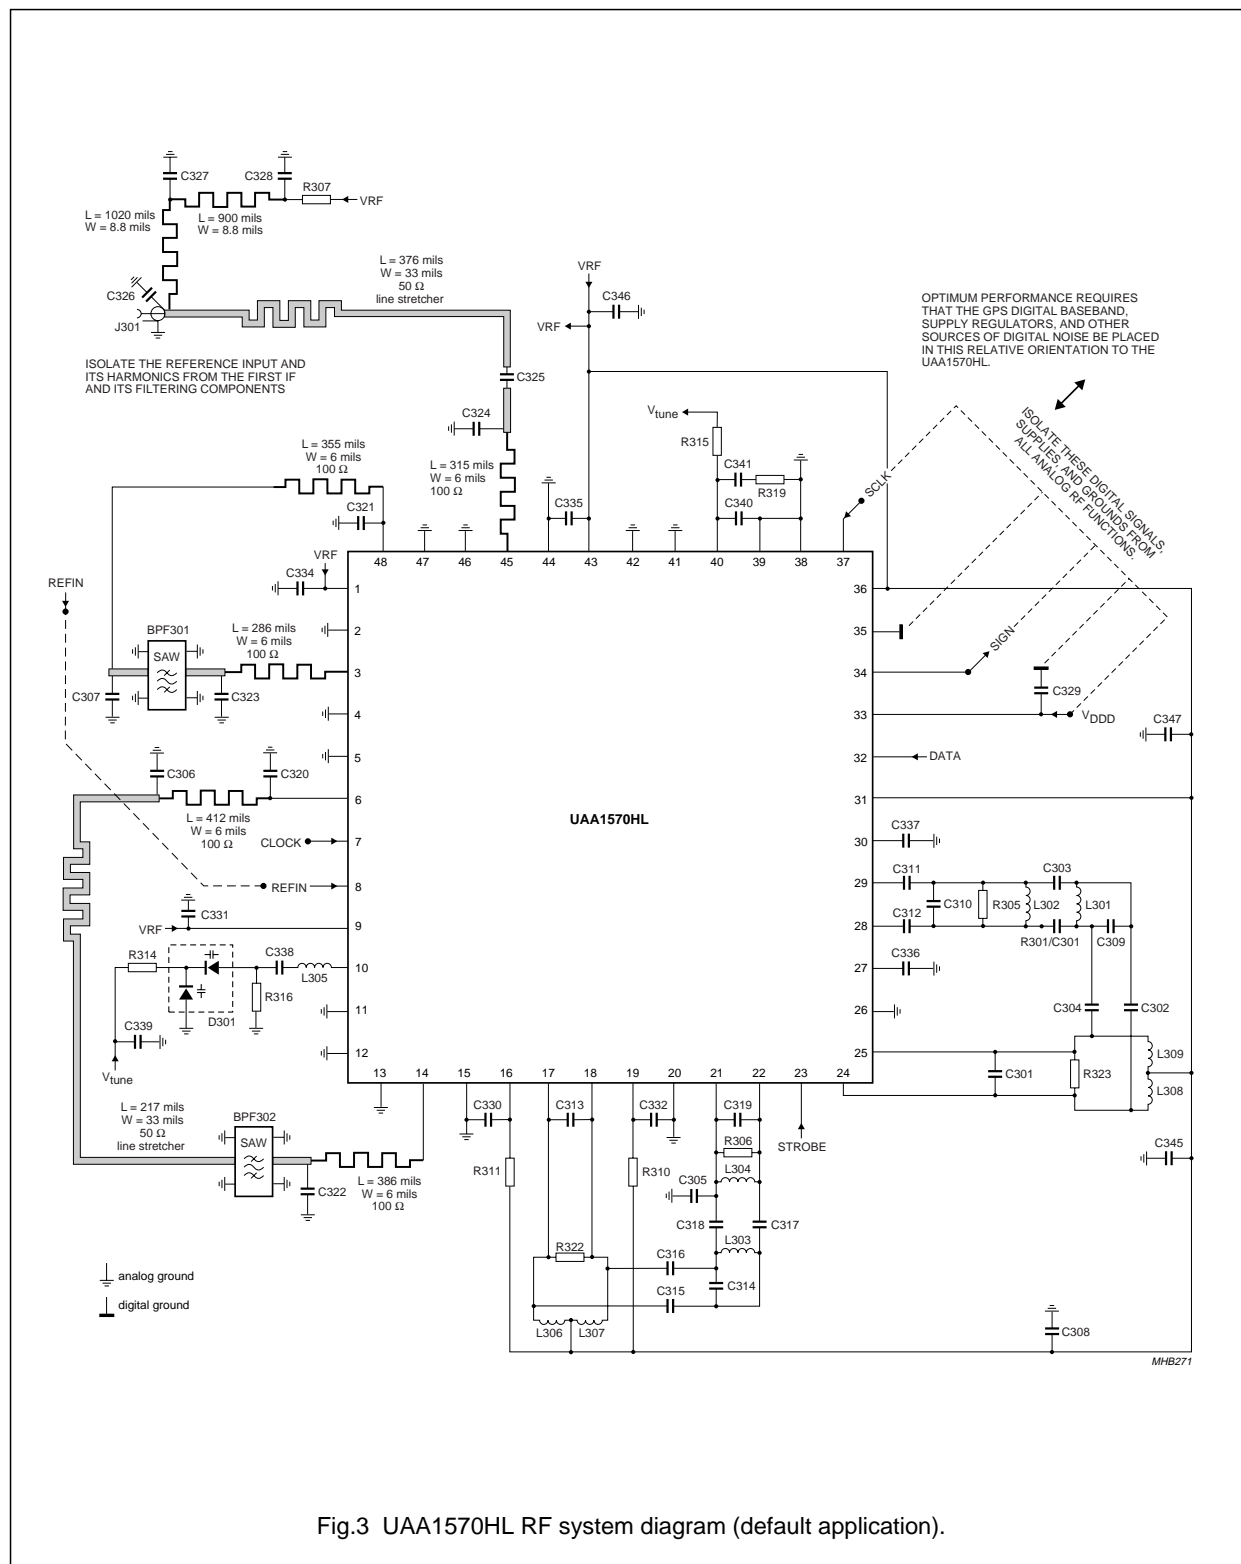 C327
C328
R307
VRF
L = 1020 mils
W = 8.8 mils
L = 900 mils
W = 8.8 mils
C326
J301
L = 376 mils
W = 33 mils
50 Ω
line stretcher
VRF
C346
VRF
OPTIMUM PERFORMANCE REQUIRES
THAT THE GPS DIGITAL BASEBAND,
SUPPLY REGULATORS, AND OTHER
SOURCES OF DIGITAL NOISE BE PLACED
IN THIS RELATIVE ORIENTATION TO THE
UAA1570HL.
ISOLATE THE REFERENCE INPUT AND
ITS HARMONICS FROM THE FIRST IF
AND ITS FILTERING COMPONENTS
C325
C324
Vtune
R315
C341
R319
C340
SCLK
ISOLATE THESE DIGITAL SIGNALS,
SUPPLIES, AND GROUNDS FROM
ALL ANALOG RF FUNCTIONS.
L = 355 mils
W = 6 mils
100 Ω
L = 315 mils
W = 6 mils
100 Ω
C321
C335
48
47
46
45
44
43
42
41
40
39
38
37
VRF
C334
1
36
REFIN
2
35
BPF301
SAW
L = 286 mils
W = 6 mils
100 Ω
3
34
SIGN
C307
C323
C329
4
33
VDDD
C347
5
32
DATA
C306
C320
6
31
L = 412 mils
W = 6 mils
100 Ω
UAA1570HL
CLOCK
7
30
C337
REFIN
8
29
C311
C303
C310
R305
L302
L301
C331
VRF
9
28
C312
R301/C301
C309
R314
C338
L305
10
27
C336
R316
D301
11
26
C304
C302
C339
12
25
Vtune
C301
R323
L309
L308
13
14
15
16
17
18
19
20
21
22
23
24
L = 217 mils
W = 33 mils
50 Ω
line stretcher
BPF302
SAW
C330
C313
C332
C319
STROBE
R306
C345
R311
R310
L304
C322
L = 386 mils
W = 6 mils
100 Ω
C305
C318
C317
R322
C316
L303
C314
C315
analog ground
digital ground
L306
L307
C308
MHB271
Fig.3 UAA1570HL RF system diagram (default application).